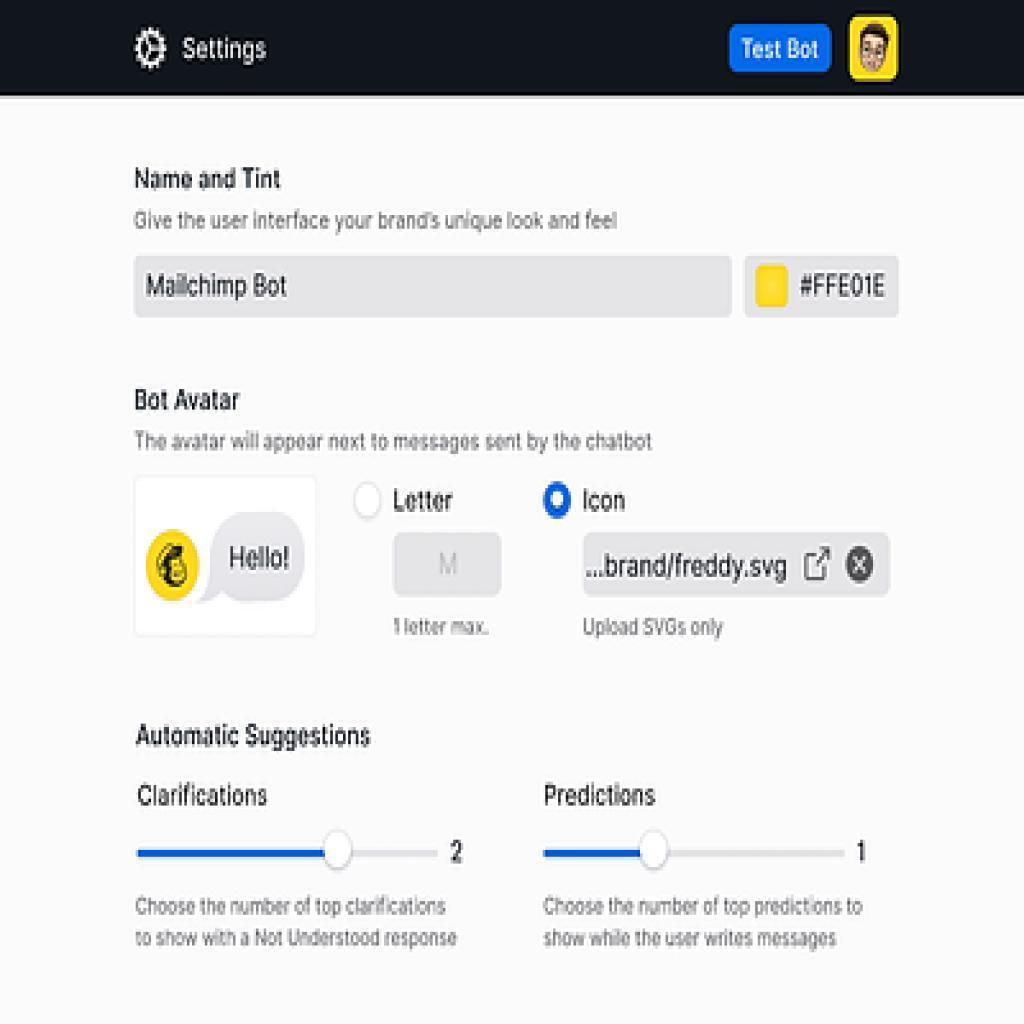 Settings
Test Bot
Name and Tint
Give the user interface your brand's unique look and feel
Mailchimp Bot
#FFE01E
Bot Avatar
The avatar will appear next to messages sent by the chatbot
Letter
Icon
Hello!
M
...brand/freddy.svg
1 letter max.
Upload SVGs only
Automatic Suggestions
Clarifications
Predictions
2
1
Choose the number of top clarifications
to show with a Not Understood response
Choose the number of top predictions to
show while the user writes messages